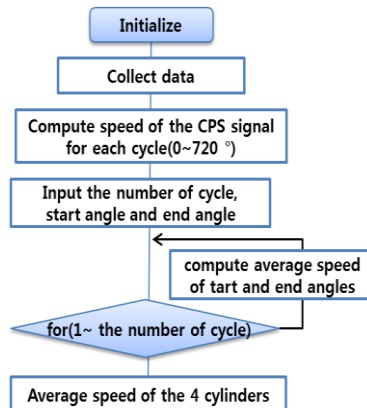 Initialize
Collect data
Compute speed of the CPS signal
for each cycle(0~720 °)
Input the number of cycle,
start angle and end angle
compute average speed
of tart and end angles
for(1~ the number of cycle)
Average speed of the 4 cylinders